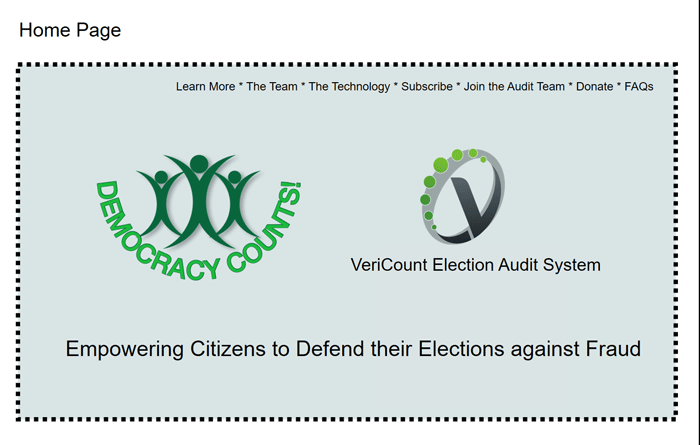 Home Page
Learn More * The Team * The Technology * Subscribe * Join the Audit Team * Donate * FAQs
DEMOCRACY COUNTS!
V
VeriCount Election Audit System
Empowering Citizens to Defend their Elections against Fraud